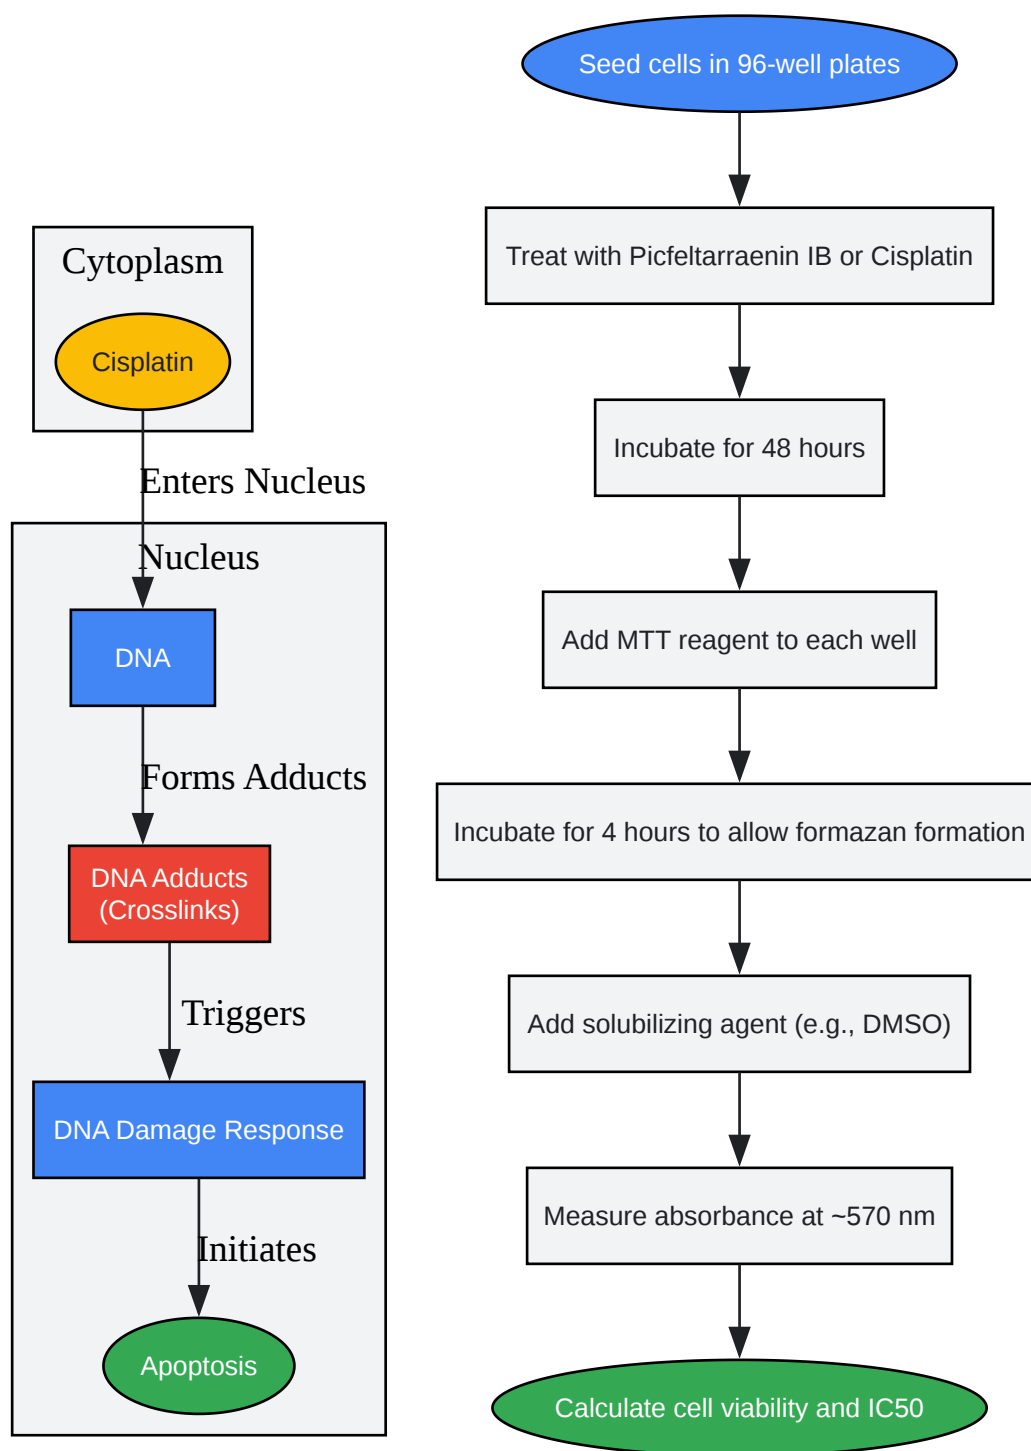 Cytoplasm
Cisplatin
Enters Nucleus
Nucleus
DNA
Forms Adducts
DNA Adducts
(Crosslinks)
Triggers
DNA Damage Response
Initiates
Apoptosis
Seed cells in 96-well plates
Treat with Picfeltarraenin IB or Cisplatin
Incubate for 48 hours
Add MTT reagent to each well
Incubate for 4 hours to allow formazan formation
Add solubilizing agent (e.g., DMSO)
Measure absorbance at ~570 nm
Calculate cell viability and IC50